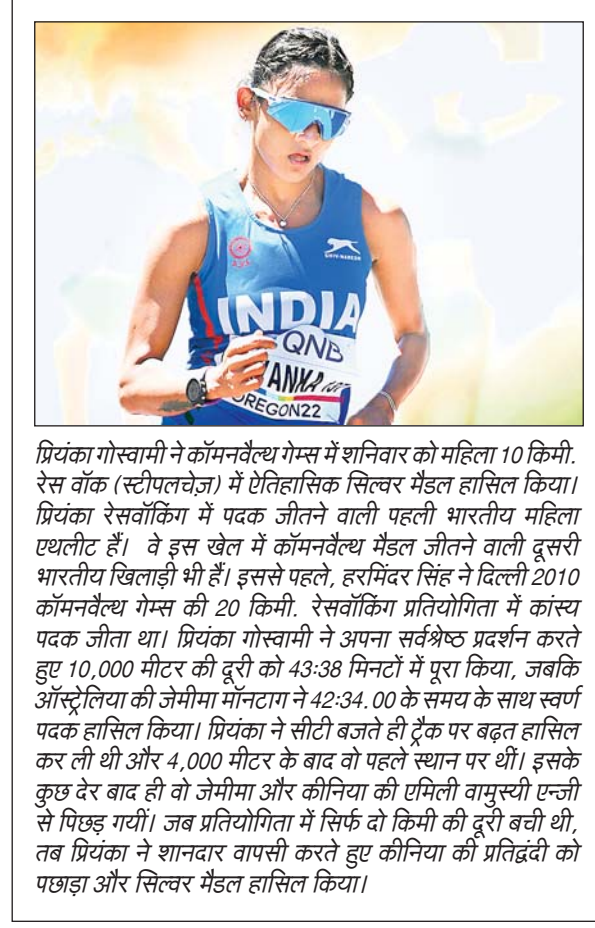 SHIV-NARESH
INDIA
QNB
ANKA
OREGON22
प्रियंका गोस्वामी ने कॉमनवैल्थ गेम्स में शनिवार को महिला 10 किमी.
रेस वॉक (स्टीपलचेज़) में ऐतिहासिक सिल्वर मैडल हासिल किया।
प्रियंका रेसवॉकिंग में पदक जीतने वाली पहली भारतीय महिला
एथलीट हैं। वे इस खेल में कॉमनवैल्थ मैडल जीतने वाली दूसरी
भारतीय खिलाड़ी भी हैं। इससे पहले, हरमिंदर सिंह ने दिल्ली 2010
कॉमनवैल्थ गेम्स की 20 किमी. रेसवॉकिंग प्रतियोगिता में कांस्य
पदक जीता था। प्रियंका गोस्वामी ने अपना सर्वश्रेष्ठ प्रदर्शन करते
हुए 10,000 मीटर की दूरी को 43:38 मिनटों में पूरा किया, जबकि
ऑस्ट्रेलिया की जेमीमा मॉनटाग ने 42:34.00 के समय के साथ स्वर्ण
पदक हासिल किया। प्रियंका ने सीटी बजते ही ट्रैक पर बढ़त हासिल
कर ली थी और 4,000 मीटर के बाद वो पहले स्थान पर थीं। इसके
कुछ देर बाद ही वो जेमीमा और कीनिया की एमिली वामुस्यी एन्जी
से पिछड़ गयीं। जब प्रतियोगिता में सिर्फ दो किमी की दूरी बची थी,
तब प्रियंका ने शानदार वापसी करते हुए कीनिया की प्रतिद्वंदी को
पछाड़ा और सिल्वर मैडल हासिल किया।